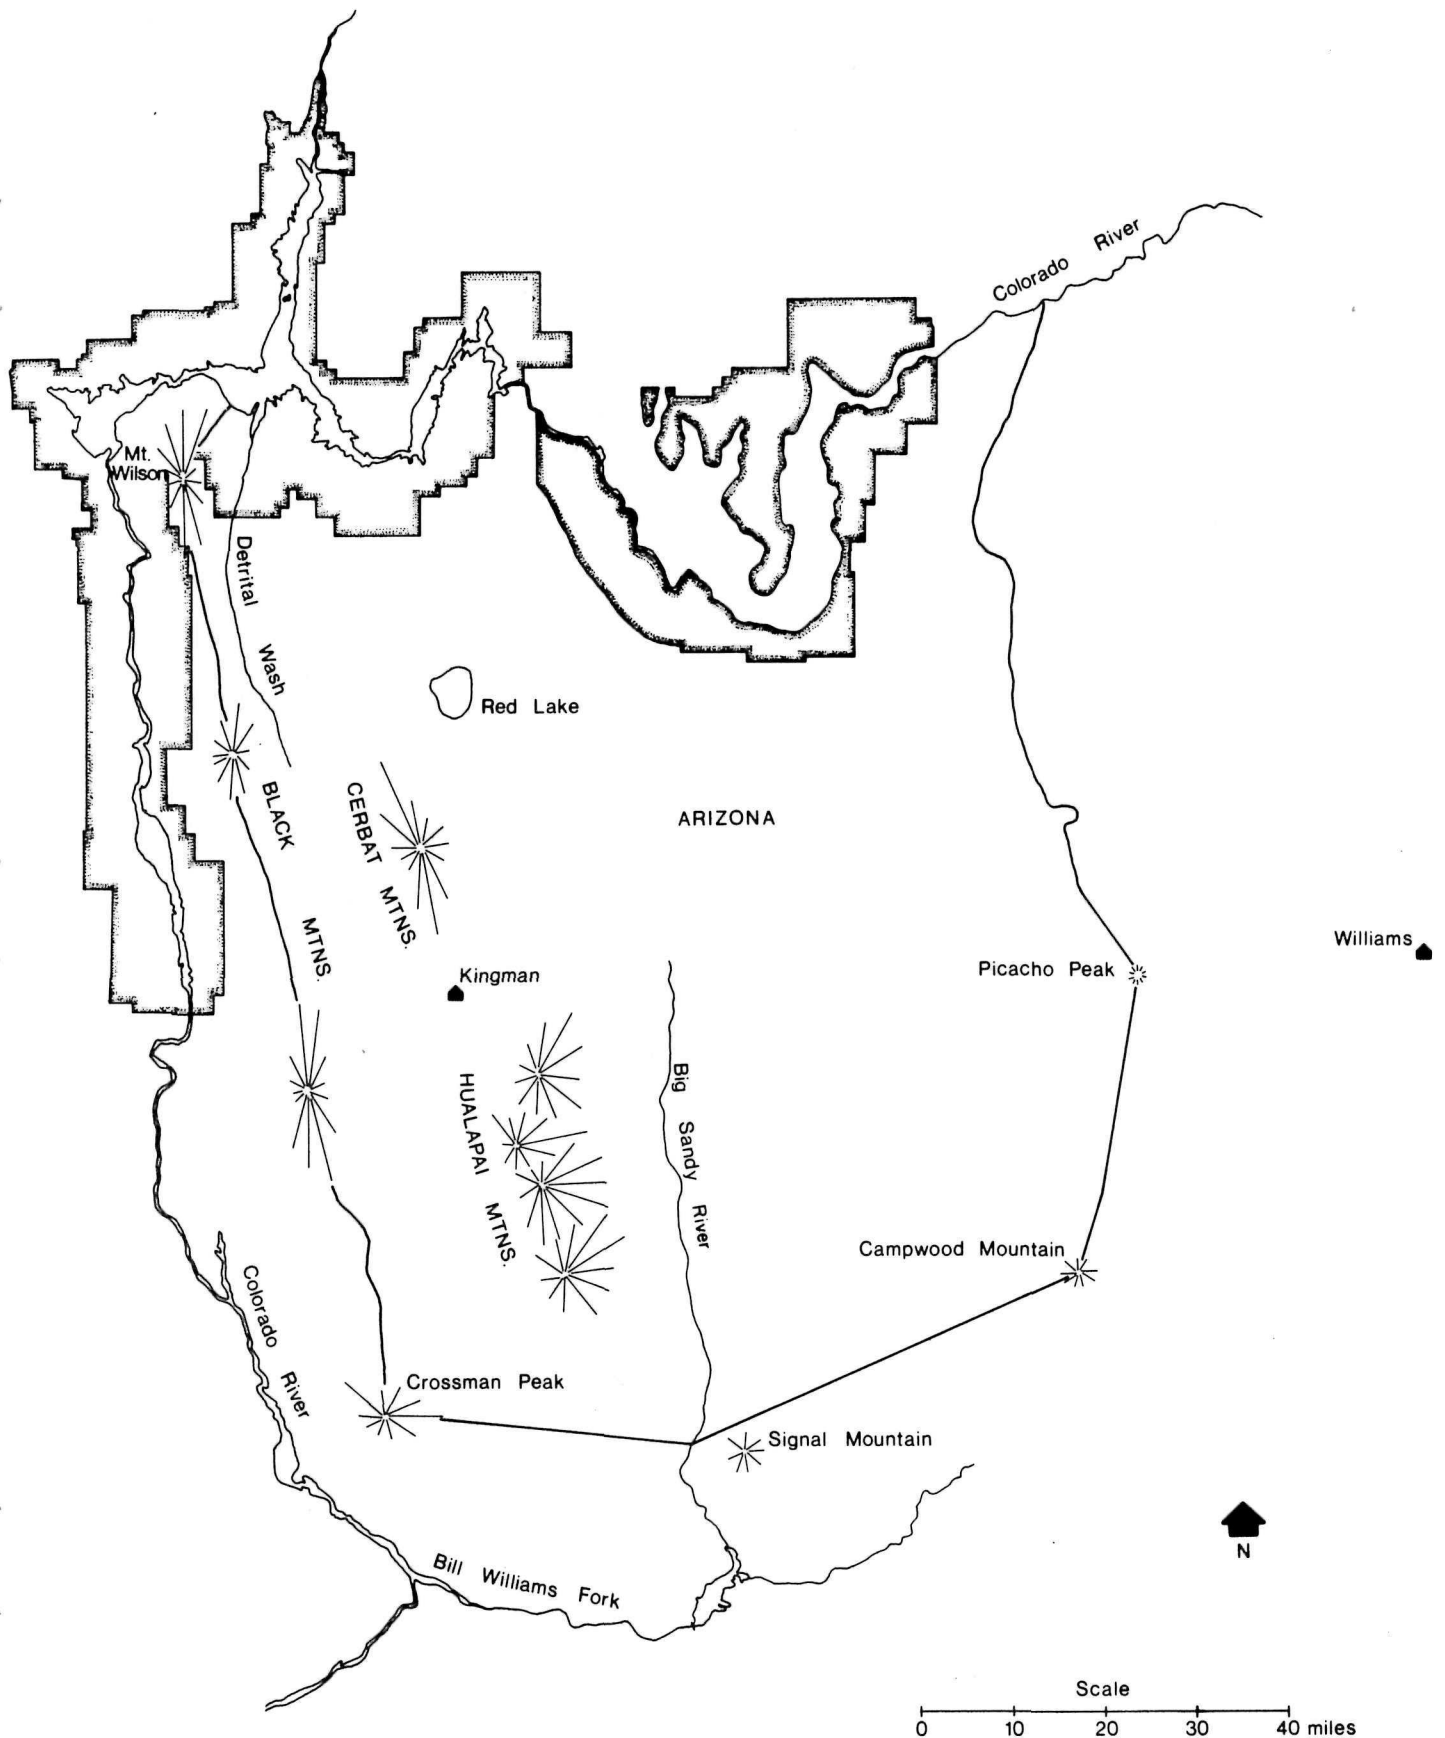 Colorado River
Mt.
Wilson
Detrital Wash
Red Lake
BLACK MTNS.
CERBAT MTNS.
ARIZONA
Williams
Picacho Peak
Kingman
Big Sandy River
HUALAPAI MTNS.
Campwood Mountain
Colorado River
Crossman Peak
Signal Mountain
N
Bill Williams Fork
Scale
0 10 20 30 40 miles